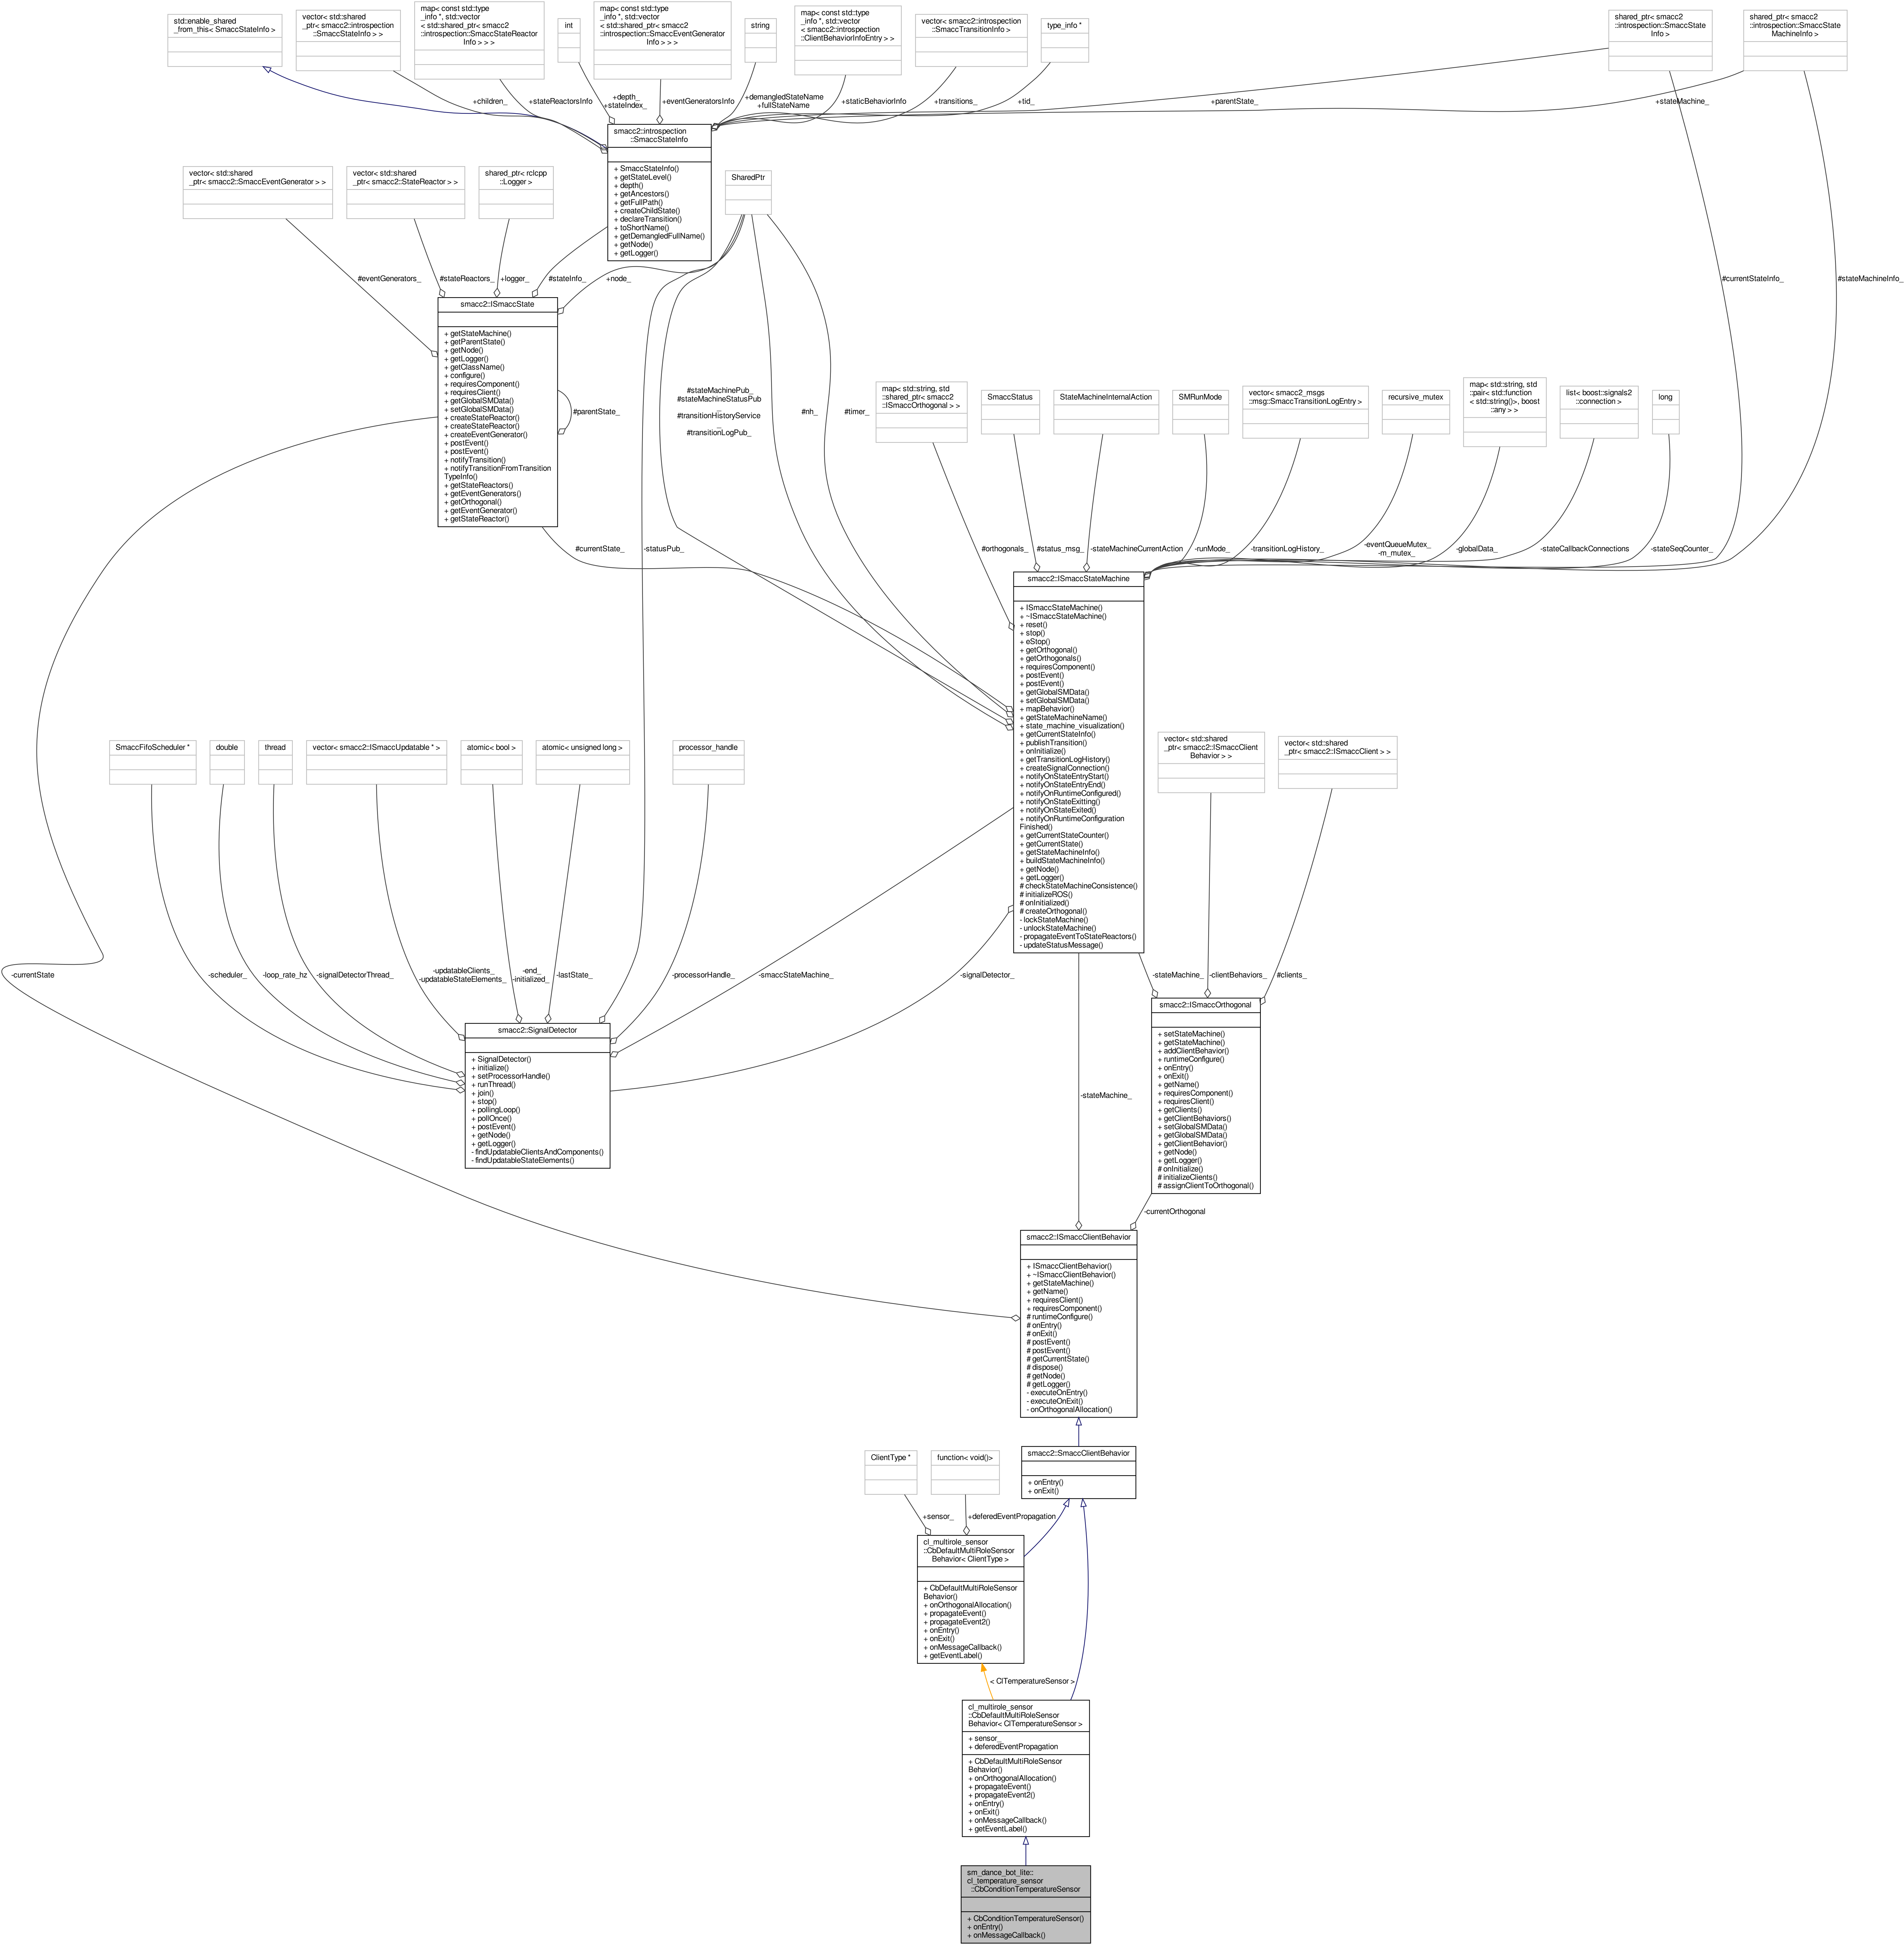 std::enable_shared
_from_this< SmaccStateInfo >
vector< std::shared
_ptr< smacc2::introspection
::SmaccStateInfo > >
map< const std::type
_info *, std::vector
< std::shared_ptr< smacc2
::introspection::SmaccStateReactor
Info > > >
int
map< const std::type
_info *, std::vector
< std::shared_ptr< smacc2
::introspection::SmaccEventGenerator
Info > > >
string
map< const std::type
_info *, std::vector
< smacc2::introspection
::ClientBehaviorInfoEntry > >
vector< smacc2::introspection
::SmaccTransitionInfo >
type_info *
shared_ptr< smacc2
::introspection::SmaccState
Info >
shared_ptr< smacc2
::introspection::SmaccState
MachineInfo >
+children_
+stateReactorsInfo
+depth_
+stateIndex_
+eventGeneratorsInfo
+demangledStateName
+fullStateName
+staticBehaviorInfo
+transitions_
+tid_
+parentState_
+stateMachine_
smacc2::introspection
::SmaccStateInfo
+ SmaccStateInfo()
+ getStateLevel()
+ depth()
+ getAncestors()
+ getFullPath()
+ createChildState()
+ declareTransition()
+ toShortName()
+ getDemangledFullName()
+ getNode()
+ getLogger()
vector< std::shared
_ptr< smacc2::SmaccEventGenerator > >
vector< std::shared
_ptr< smacc2::StateReactor > >
shared_ptr< rclcpp
::Logger >
SharedPtr
#eventGenerators_
#stateReactors_
+logger_
#stateInfo_
+node_
#currentStateInfo_
#stateMachineInfo_
smacc2::ISmaccState
+ getStateMachine()
+ getParentState()
+ getNode()
+ getLogger()
+ getClassName()
+ configure()
+ requiresComponent()
+ requiresClient()
+ getGlobalSMData()
+ setGlobalSMData()
+ createStateReactor()
+ createStateReactor()
+ createEventGenerator()
+ postEvent()
+ postEvent()
+ notifyTransition()
+ notifyTransitionFromTransition
TypeInfo()
+ getStateReactors()
+ getEventGenerators()
+ getOrthogonal()
+ getEventGenerator()
+ getStateReactor()
#parentState_
#stateMachinePub_
#stateMachineStatusPub
_
#transitionHistoryService
_
#transitionLogPub_
#nh_
#timer_
map< std::string, std
::shared_ptr< smacc2
::ISmaccOrthogonal > >
SmaccStatus
StateMachineInternalAction
SMRunMode
vector< smacc2_msgs
::msg::SmaccTransitionLogEntry >
recursive_mutex
map< std::string, std
::pair< std::function
< std::string()>, boost
::any > >
list< boost::signals2
::connection >
long
#currentState_
-statusPub_
#orthogonals_
#status_msg_
-stateMachineCurrentAction
-runMode_
-transitionLogHistory_
-eventQueueMutex_
-m_mutex_
-globalData_
-stateCallbackConnections
-stateSeqCounter_
smacc2::ISmaccStateMachine
+ ISmaccStateMachine()
+ ~ISmaccStateMachine()
+ reset()
+ stop()
+ eStop()
+ getOrthogonal()
+ getOrthogonals()
+ requiresComponent()
+ postEvent()
+ postEvent()
+ getGlobalSMData()
+ setGlobalSMData()
+ mapBehavior()
+ getStateMachineName()
+ state_machine_visualization()
+ getCurrentStateInfo()
+ publishTransition()
+ onInitialize()
+ getTransitionLogHistory()
+ createSignalConnection()
+ notifyOnStateEntryStart()
+ notifyOnStateEntryEnd()
+ notifyOnRuntimeConfigured()
+ notifyOnStateExitting()
+ notifyOnStateExited()
+ notifyOnRuntimeConfiguration
Finished()
+ getCurrentStateCounter()
+ getCurrentState()
+ getStateMachineInfo()
+ buildStateMachineInfo()
+ getNode()
+ getLogger()
# checkStateMachineConsistence()
# initializeROS()
# onInitialized()
# createOrthogonal()
- lockStateMachine()
- unlockStateMachine()
- propagateEventToStateReactors()
- updateStatusMessage()
SmaccFifoScheduler *
double
thread
vector< smacc2::ISmaccUpdatable * >
atomic< bool >
atomic< unsigned long >
processor_handle
vector< std::shared
_ptr< smacc2::ISmaccClient
Behavior > >
vector< std::shared
_ptr< smacc2::ISmaccClient > >
-currentState
-scheduler_
-loop_rate_hz
-signalDetectorThread_
-updatableClients_
-updatableStateElements_
-end_
-initialized_
-lastState_
-processorHandle_
-smaccStateMachine_
-signalDetector_
-stateMachine_
-clientBehaviors_
#clients_
smacc2::SignalDetector
+ SignalDetector()
+ initialize()
+ setProcessorHandle()
+ runThread()
+ join()
+ stop()
+ pollingLoop()
+ pollOnce()
+ postEvent()
+ getNode()
+ getLogger()
- findUpdatableClientsAndComponents()
- findUpdatableStateElements()
smacc2::ISmaccOrthogonal
+ setStateMachine()
+ getStateMachine()
+ addClientBehavior()
+ runtimeConfigure()
+ onEntry()
+ onExit()
+ getName()
+ requiresComponent()
+ requiresClient()
+ getClients()
+ getClientBehaviors()
+ setGlobalSMData()
+ getGlobalSMData()
+ getClientBehavior()
+ getNode()
+ getLogger()
# onInitialize()
# initializeClients()
# assignClientToOrthogonal()
-stateMachine_
-currentOrthogonal
smacc2::ISmaccClientBehavior
+ ISmaccClientBehavior()
+ ~ISmaccClientBehavior()
+ getStateMachine()
+ getName()
+ requiresClient()
+ requiresComponent()
# runtimeConfigure()
# onEntry()
# onExit()
# postEvent()
# postEvent()
# getCurrentState()
# dispose()
# getNode()
# getLogger()
- executeOnEntry()
- executeOnExit()
- onOrthogonalAllocation()
ClientType *
function< void()>
smacc2::SmaccClientBehavior
+ onEntry()
+ onExit()
+sensor_
+deferedEventPropagation
cl_multirole_sensor
::CbDefaultMultiRoleSensor
Behavior< ClientType >
+ CbDefaultMultiRoleSensor
Behavior()
+ onOrthogonalAllocation()
+ propagateEvent()
+ propagateEvent2()
+ onEntry()
+ onExit()
+ onMessageCallback()
+ getEventLabel()
< ClTemperatureSensor >
cl_multirole_sensor
::CbDefaultMultiRoleSensor
Behavior< ClTemperatureSensor >
+ sensor_
+ deferedEventPropagation
+ CbDefaultMultiRoleSensor
Behavior()
+ onOrthogonalAllocation()
+ propagateEvent()
+ propagateEvent2()
+ onEntry()
+ onExit()
+ onMessageCallback()
+ getEventLabel()
sm_dance_bot_lite::
cl_temperature_sensor
::CbConditionTemperatureSensor
+ CbConditionTemperatureSensor()
+ onEntry()
+ onMessageCallback()